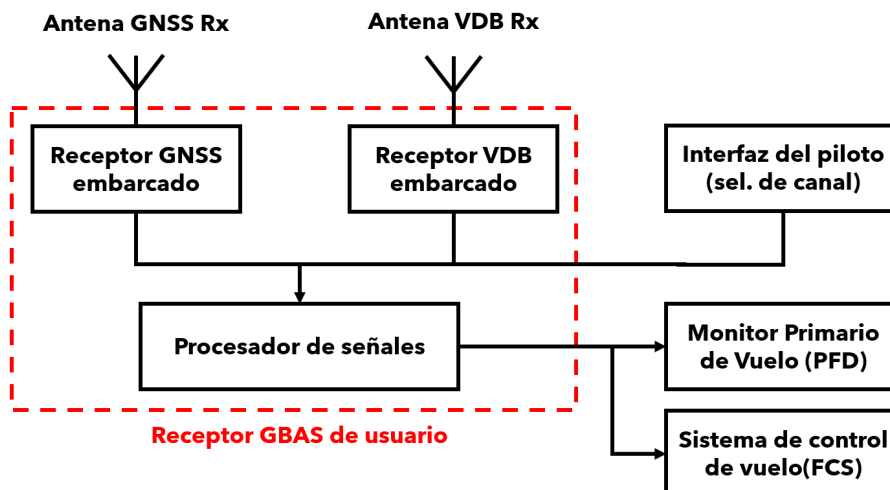 Antena GNSS Rx
Antena VDB Rx
Receptor GNSS
embarcado
Receptor VDB
embarcado
Interfaz del piloto
(sel. de canal)
Procesador de señales
Monitor Primario
de Vuelo (PFD)
Receptor GBAS de usuario
Sistema de control
de vuelo(FCS)